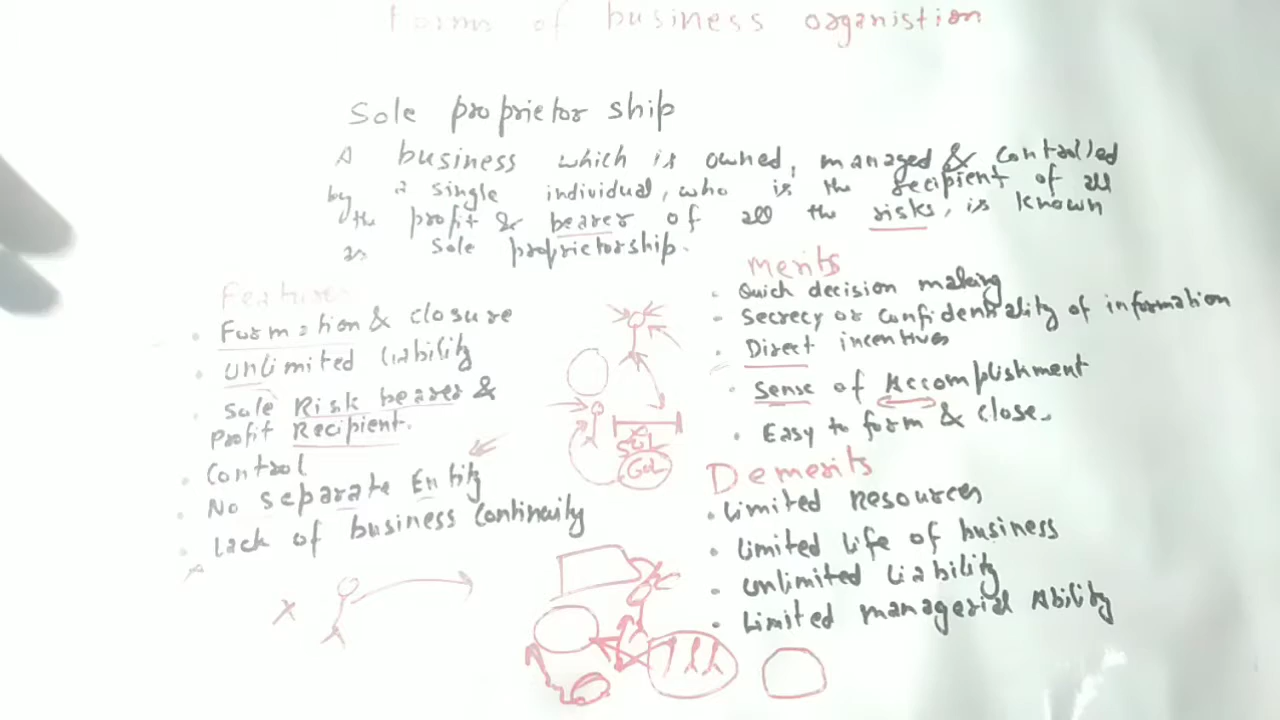 Forms of business organistion
Sole proprietor ship
A business which is owned, managed & controlled
by a single individual, who is the recipient of all
the profit & bearer of all the risks, is known
as sole proprietorship.
Features
• Formation & closure
• Unlimited liability
• Sole Risk bearer &
Profit Recipient.
• Control
• No separate Entity
• Lack of business continuity
Merits
• Quick decision making
• Secrecy or confidentiality of information
• Direct incentives
• Sense of Accomplishment
• Easy to form & close.
Demerits
• Limited Resources
• Limited life of business
• Unlimited Liability
• Limited managerial Ability